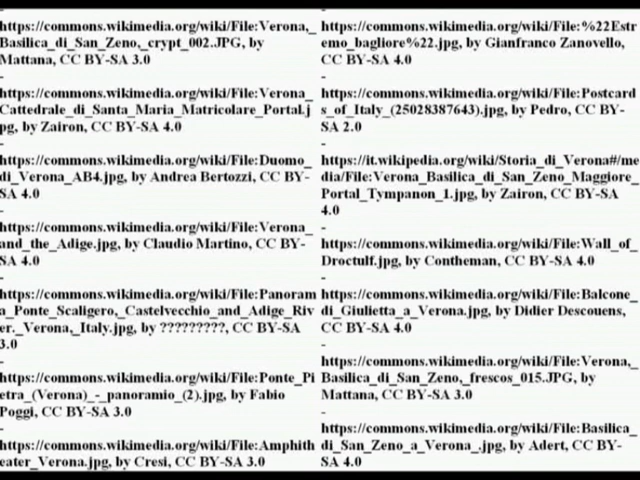 -
https://commons.wikimedia.org/wiki/File:Verona,_
Basilica_di_San_Zeno,_crypt_002.JPG, by
Mattana, CC BY-SA 3.0
-
https://commons.wikimedia.org/wiki/File:Verona_
Cattedrale_di_Santa_Maria_Matricolare_Portal.j
pg, by Zairon, CC BY-SA 4.0
-
https://commons.wikimedia.org/wiki/File:Duomo_
di_Verona_AB4.jpg, by Andrea Bertozzi, CC BY-
SA 4.0
-
https://commons.wikimedia.org/wiki/File:Verona_
and_the_Adige.jpg, by Claudio Martino, CC BY-
SA 4.0
-
https://commons.wikimedia.org/wiki/File:Panoram
a_Ponte_Scaligero,_Castelvecchio_and_Adige_Riv
er._Verona,_Italy.jpg, by ?????????, CC BY-SA
3.0
-
https://commons.wikimedia.org/wiki/File:Ponte_Pi
etra_(Verona)_-_panoramio_(2).jpg, by Fabio
Poggi, CC BY-SA 3.0
-
https://commons.wikimedia.org/wiki/File:Amphith
eater_Verona.jpg, by Cresi, CC BY-SA 3.0
-
https://commons.wikimedia.org/wiki/File:%22Estr
emo_bagliore%22.jpg, by Gianfranco Zanovello,
CC BY-SA 4.0
-
https://commons.wikimedia.org/wiki/File:Postcard
s_of_Italy_(25028387643).jpg, by Pedro, CC BY-
SA 2.0
-
https://it.wikipedia.org/wiki/Storia_di_Verona#/me
dia/File:Verona_Basilica_di_San_Zeno_Maggiore_
Portal_Tympanon_1.jpg, by Zairon, CC BY-SA
4.0
-
https://commons.wikimedia.org/wiki/File:Wall_of_
Droctulf.jpg, by Contheman, CC BY-SA 4.0
-
https://commons.wikimedia.org/wiki/File:Balcone_
di_Giulietta_a_Verona.jpg, by Didier Descouens,
CC BY-SA 4.0
-
https://commons.wikimedia.org/wiki/File:Verona,_
Basilica_di_San_Zeno,_frescos_015.JPG, by
Mattana, CC BY-SA 3.0
-
https://commons.wikimedia.org/wiki/File:Basilica_
di_San_Zeno_a_Verona_.jpg, by Adert, CC BY-
SA 4.0